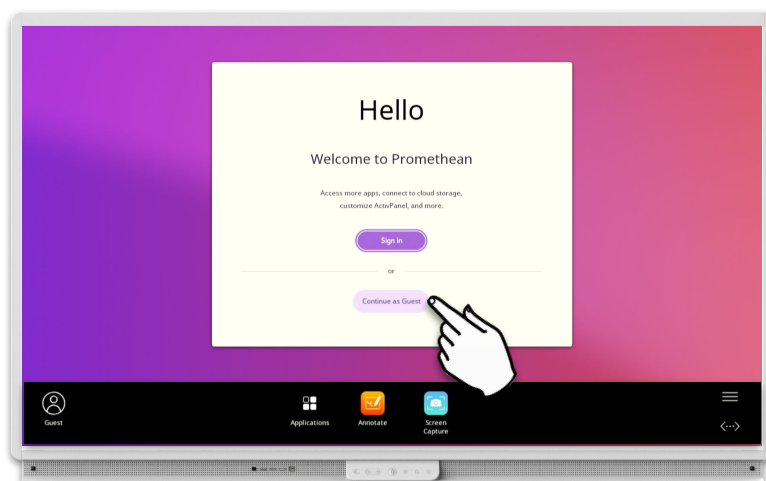 Hello
Welcome to Promethean
Access more apps, connect to cloud storage,
customize ActivPanel, and more.
Sign in
or
Continue as Guest
Guest
Applications
Annotate
Screen
Capture